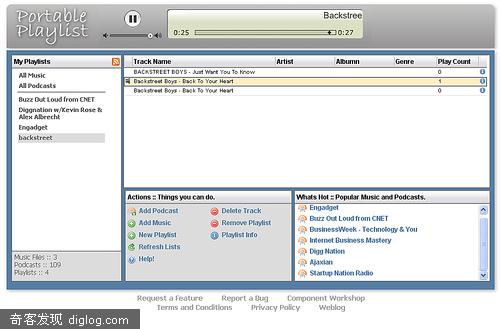 Portable
Playlist
Backstree
0:25
0:27
My Playlists
All Music
All Podcasts
Buzz Out Loud from CNET
Diggnation w/Kevin Rose &
Alex Albrecht
Engadget
backstreet
Music Files :: 3
Podcasts :: 109
Playlists :: 4
Track Name Artist Albumn Genre Play Count
BACKSTREET BOYS - Just Want You To Know 0
Backstreet Boys - Back To Your Heart 1
Backstreet Boys - Back To Your Heart 0
Actions :: Things you can do.
Add Podcast Delete Track
Add Music Remove Playlist
New Playlist Playlist Info
Refresh Lists
Help!
Whats Hot :: Popular Music and Podcasts.
Engadget
Buzz Out Loud from CNET
BusinessWeek - Technology & You
Internet Business Mastery
Digg Nation
Ajaxian
Startup Nation Radio
Request a Feature Report a Bug Component Workshop
Terms and Conditions Privacy Policy Weblog
奇客发现 diglog.com